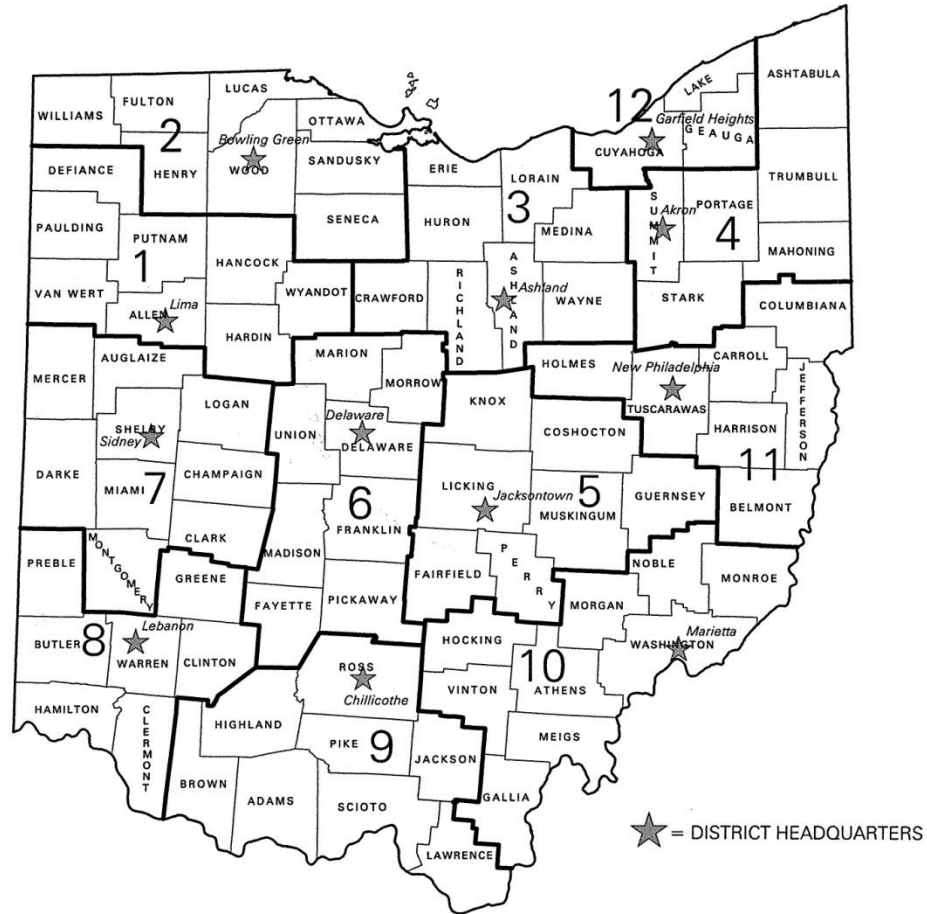 LAKE
ASHTABULA
LUCAS
12
FULTON
Garfield Heights
WILLIAMS
OTTAWA
GEAUGA
2
Bowling Green
CUYAHOGA
SANDUSKY
ERIE
LORAIN
DEFIANCE
HENRY
WOOD
TRUMBULL
3
SUMMIT
PORTAGE
SENECA
HURON
Akron
PAULDING
MEDINA
4
PUTNAM
MAHONING
1
HANCOCK
RICHLAND
ASHLAND
Ashland
VAN WERT
WYANDOT
CRAWFORD
WAYNE
STARK
ALLEN
Lima
COLUMBIANA
HARDIN
MARION
AUGLAIZE
HOLMES
CARROLL
New Philadelphia
JEFFERSON
MERCER
MORROW
TUSCARAWAS
LOGAN
KNOX
Delaware
SHELBY
UNION
COSHOCTON
HARRISON
Sidney
DELAWARE
11
DARKE
CHAMPAIGN
LICKING
Jacksontown
5
MIAMI
7
6
GUERNSEY
MUSKINGUM
BELMONT
FRANKLIN
CLARK
MADISON
MONTGOMERY
PREBLE
PERRY
NOBLE
GREENE
FAIRFIELD
MONROE
FAYETTE
PICKAWAY
MORGAN
Lebanon
HOCKING
Marietta
BUTLER
8
WASHINGTON
WARREN
CLINTON
ROSS
10
ATHENS
VINTON
Chillicothe
HAMILTON
CLERMONT
HIGHLAND
MEIGS
PIKE
9
JACKSON
BROWN
ADAMS
SCIOTO
GALLIA
LAWRENCE
= DISTRICT HEADQUARTERS